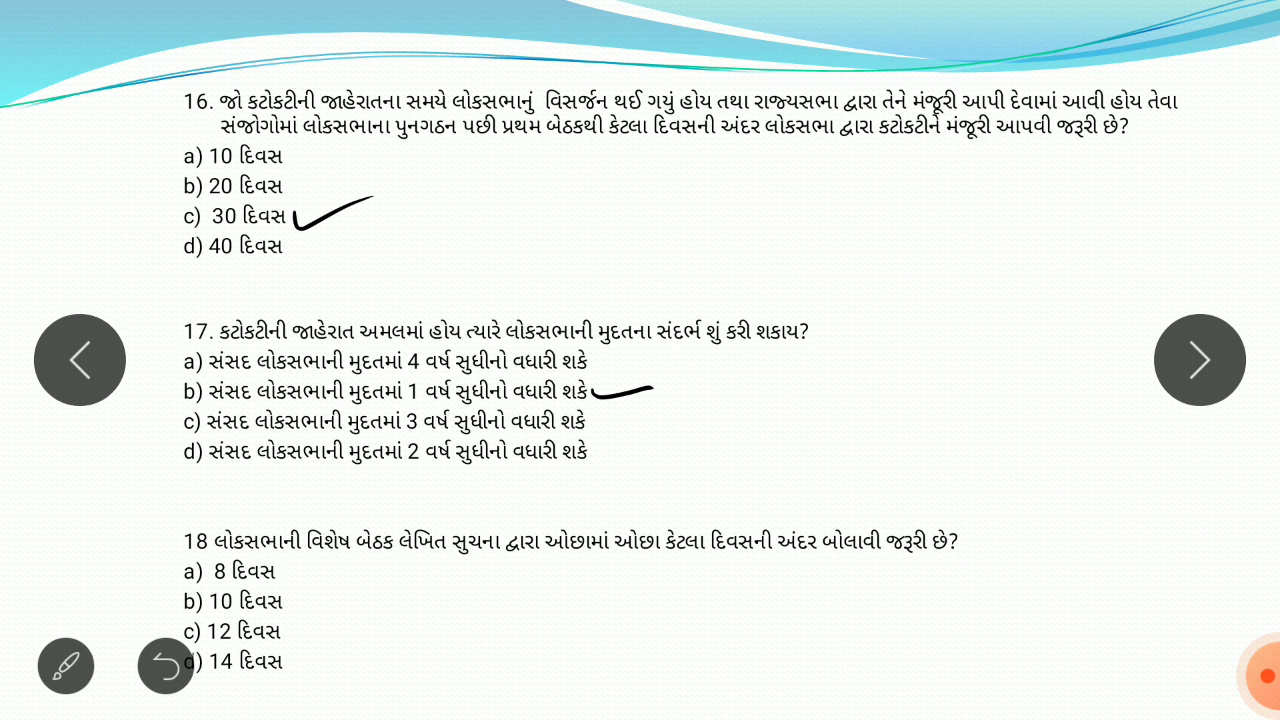 16. જો કટોકટીની જાહેરાતના સમયે લોકસભાનું વિસર્જન થઈ ગયું હોય તથા રાજ્યસભા દ્વારા તેને મંજૂરી આપી દેવામાં આવી હોય તેવા
સંજોગોમાં લોકસભાના પુનગઠન પછી પ્રથમ બેઠકથી કેટલા દિવસની અંદર લોકસભા દ્વારા કટોકટીને મંજૂરી આપવી જરૂરી છે?
a) 10 દિવસ
b) 20 દિવસ
c) 30 દિવસ
d) 40 દિવસ
17. કટોકટીની જાહેરાત અમલમાં હોય ત્યારે લોકસભાની મુદતના સંદર્ભ શું કરી શકાય?
a) સંસદ લોકસભાની મુદતમાં 4 વર્ષ સુધીનો વધારી શકે
b) સંસદ લોકસભાની મુદતમાં 1 વર્ષ સુધીનો વધારી શકે
c) સંસદ લોકસભાની મુદતમાં 3 વર્ષ સુધીનો વધારી શકે
d) સંસદ લોકસભાની મુદતમાં 2 વર્ષ સુધીનો વધારી શકે
18 લોકસભાની વિશેષ બેઠક લેખિત સુચના દ્વારા ઓછામાં ઓછા કેટલા દિવસની અંદર બોલાવી જરૂરી છે?
a) 8 દિવસ
b) 10 દિવસ
c) 12 દિવસ
d) 14 દિવસ